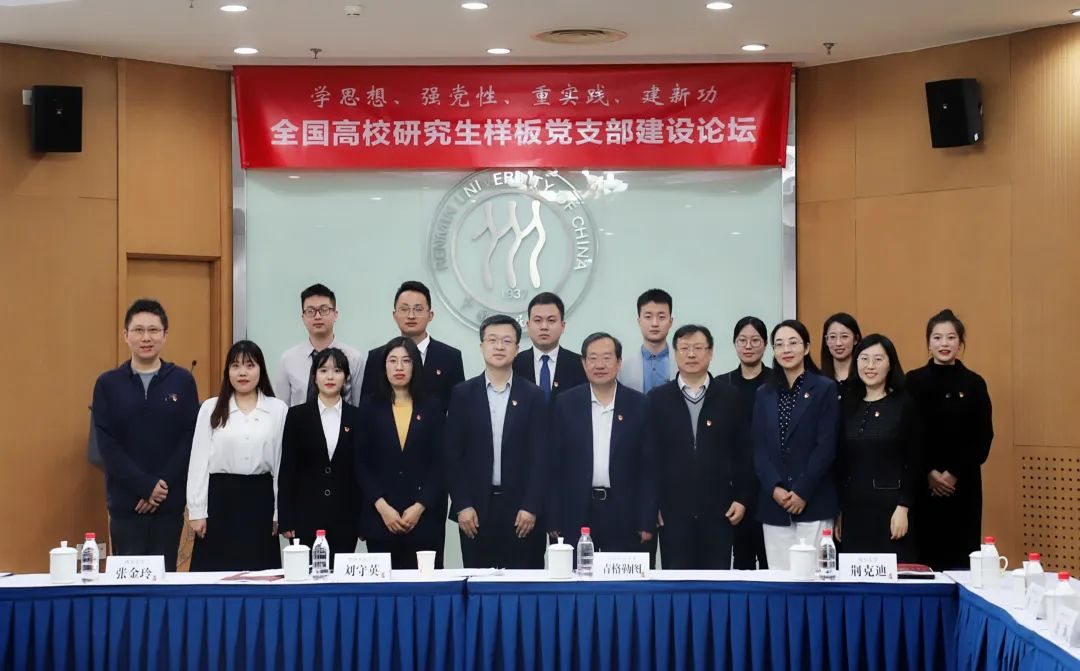 学思想、强党性、重实践、建新功
全国高校研究生样板党支部建设论坛
RENMIN UNIVERSITY OF CHINA
1937
张金玲
刘守英
吉格勒图
荆克迪